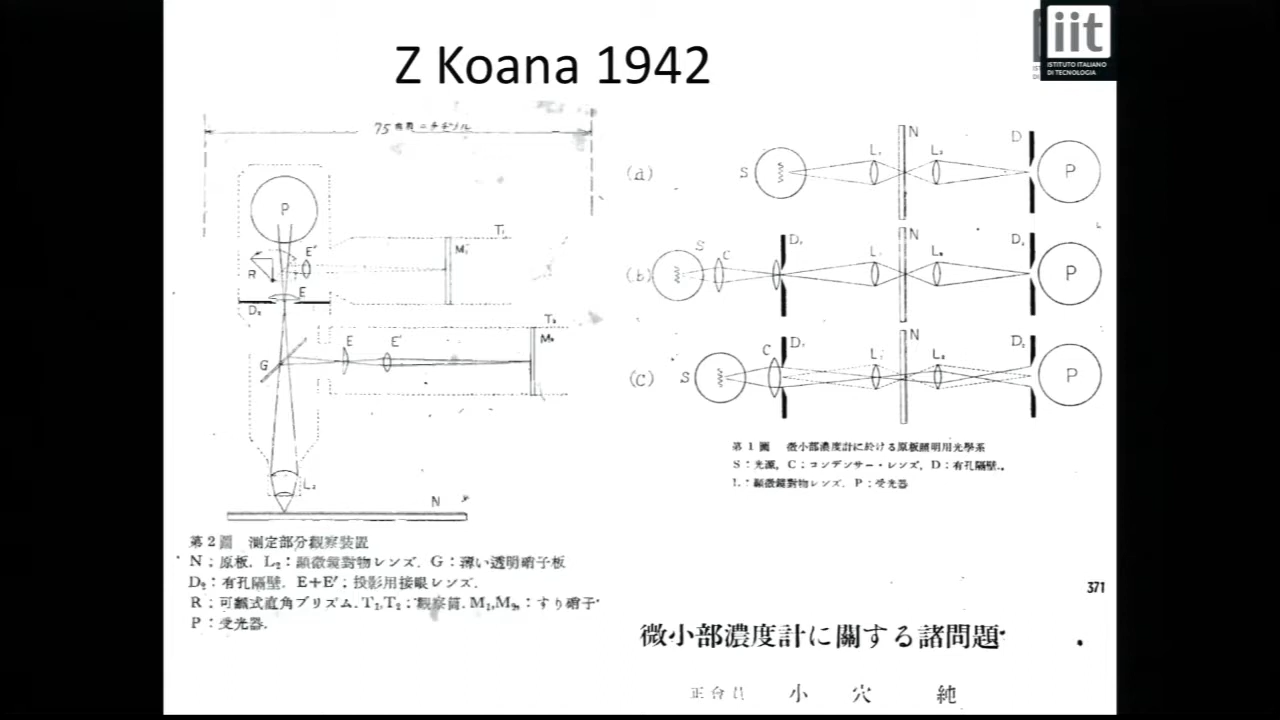 Z Koana 1942
iit
ISTITUTO ITALIANO
DI TECNOLOGIA
P
E'
T₁
M₁
R
E
D₂
T₂
E
E'
M₂
G
L₂
N
第2圖 測定部分觀察裝置
N : 原板. L₂ : 顯微鏡對物レンズ. G : 薄い透明硝子板
D₂ : 有孔隔壁. E+E' ; 投影用接眼レンズ.
R ; 可飜式直角プリズム. T₁,T₂ ; 觀察筒. M₁,M₂, : すり硝子
P : 受光器.
(a)
S
L₁
N
L₂
D
P
(b)
S
C
D₁
L₁
N
L₂
D₂
P
(C)
S
C
D₁
L₁
N
L₂
D₂
P
第1圖 微小部濃度計に於ける原板照明用光學系
S : 光源, C ; コンデンサー・レンズ, D : 有孔隔壁.
L : 顯微鏡對物レンズ. P ; 受光器
371
微小部濃度計に關する諸問題
小 穴 純